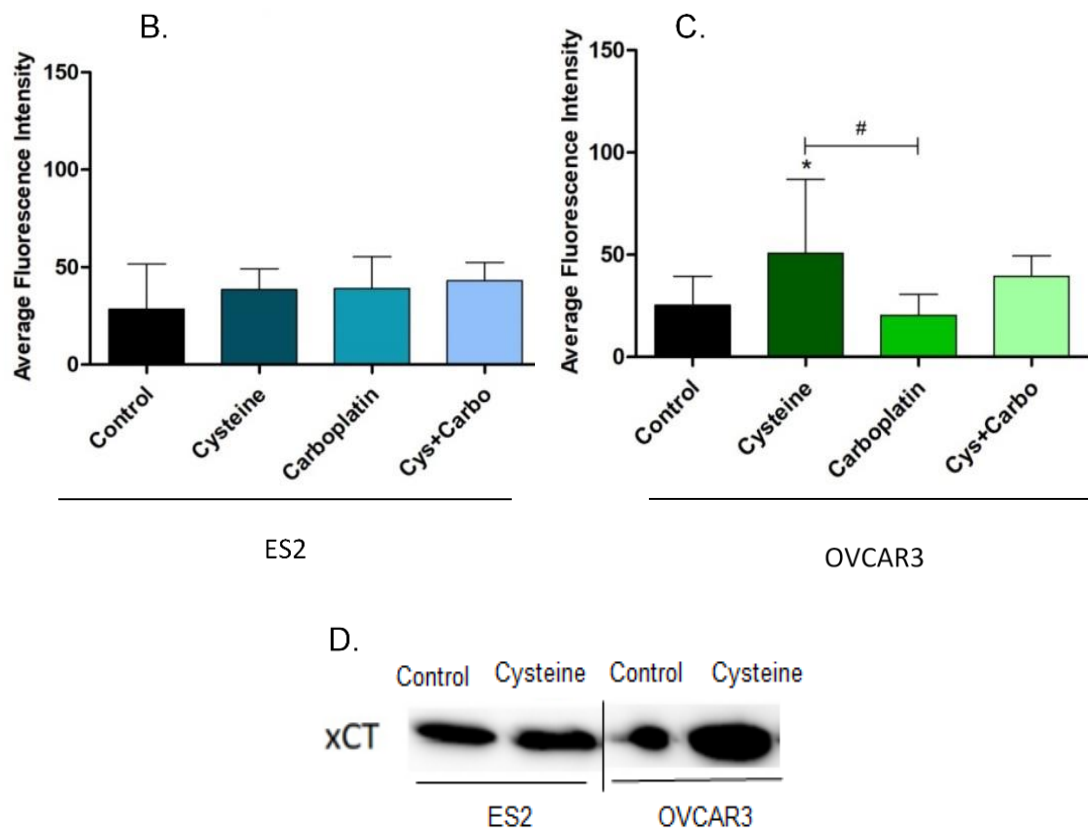 B.
Average Fluorescence Intensity
150
100
50
0
Control
Cysteine
Carboplatin
Cys+Carbo
ES2
C.
Average Fluorescence Intensity
150
100
50
0
#
*
Control
Cysteine
Carboplatin
Cys+Carbo
OVCAR3
D.
Control Cysteine Control Cysteine
xCT
ES2 OVCAR3